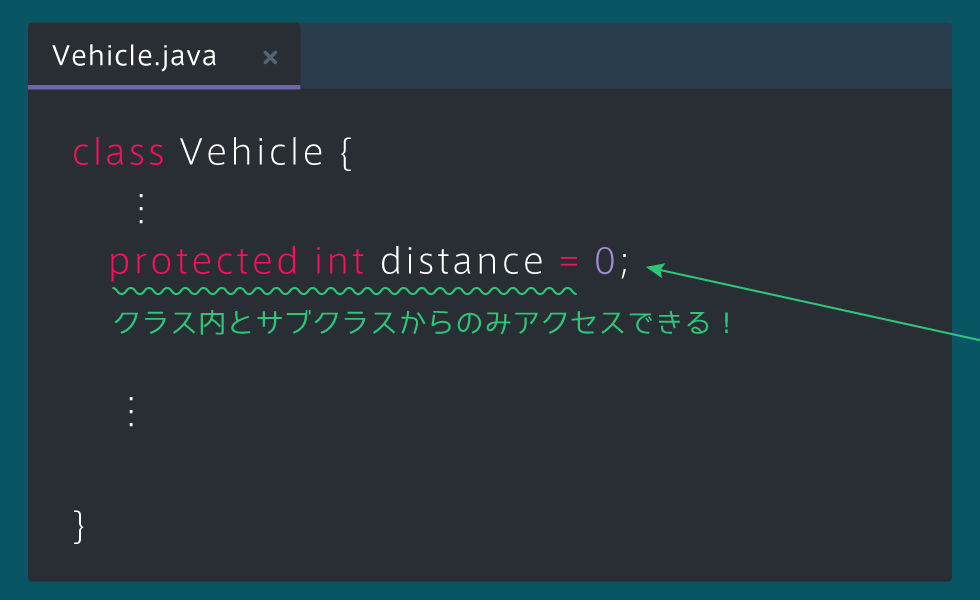 Vehicle.java ×
class Vehicle {
⋮
protected int distance = 0;
クラス内とサブクラスからのみアクセスできる！
⋮
}